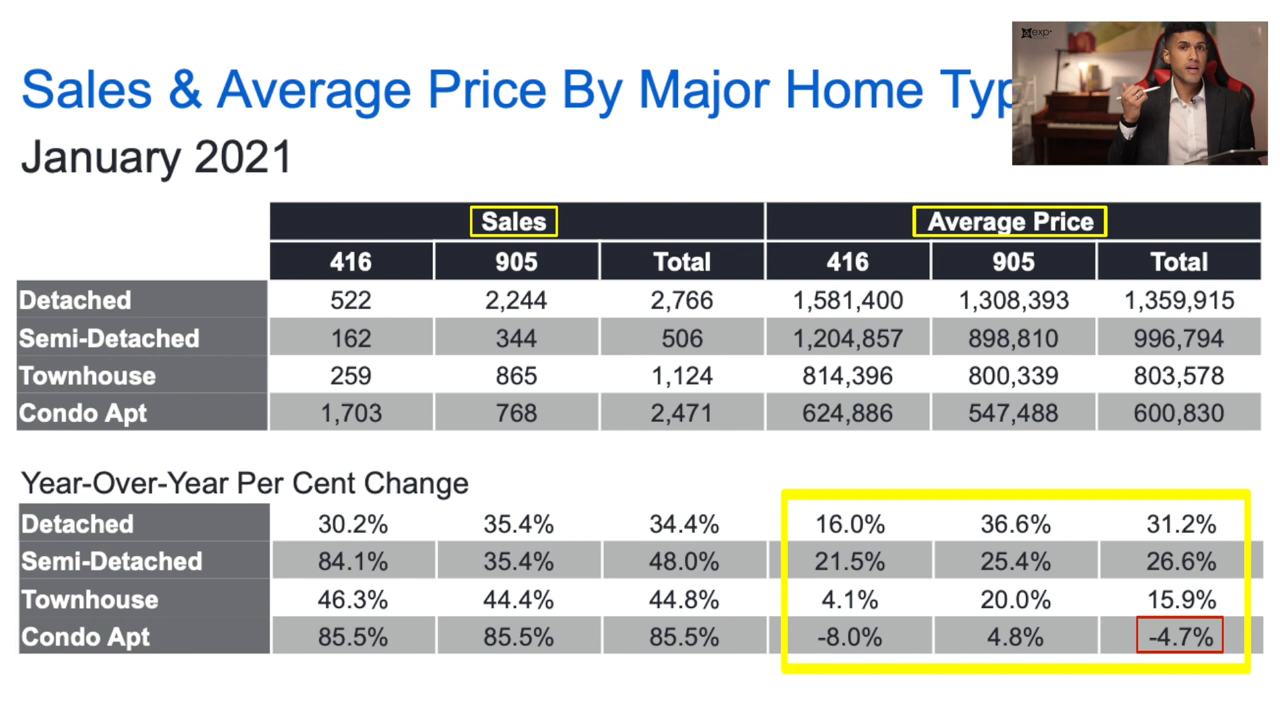 Sales & Average Price By Major Home Typ
exp
January 2021
Sales Average Price
416 905 Total 416 905 Total
Detached 522 2,244 2,766 1,581,400 1,308,393 1,359,915
Semi-Detached 162 344 506 1,204,857 898,810 996,794
Townhouse 259 865 1,124 814,396 800,339 803,578
Condo Apt 1,703 768 2,471 624,886 547,488 600,830
Year-Over-Year Per Cent Change
Detached 30.2% 35.4% 34.4% 16.0% 36.6% 31.2%
Semi-Detached 84.1% 35.4% 48.0% 21.5% 25.4% 26.6%
Townhouse 46.3% 44.4% 44.8% 4.1% 20.0% 15.9%
Condo Apt 85.5% 85.5% 85.5% -8.0% 4.8% -4.7%